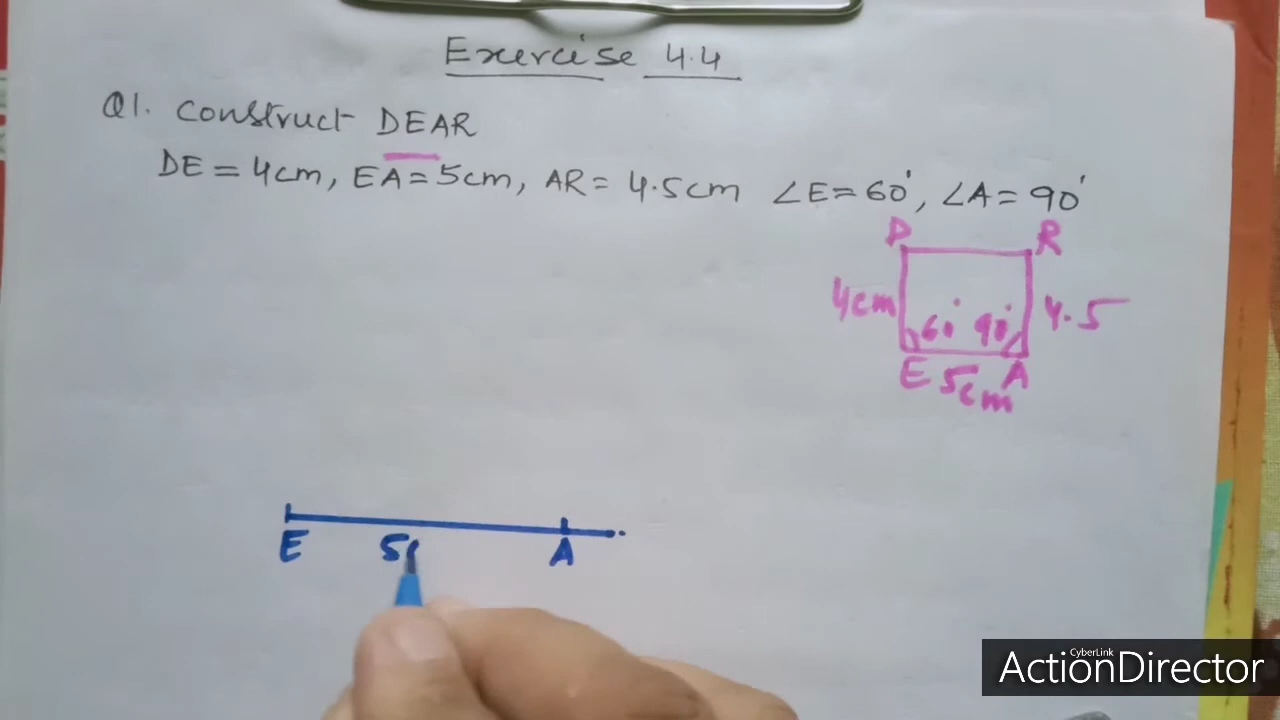 Exercise 4.4
Q1. Construct DEAR
DE = 4cm, EA = 5cm, AR = 4.5cm ∠E = 60°, ∠A = 90°
D R
4cm 60° 90° 4.5
E 5cm A
E 5c A
CyberLink
ActionDirector